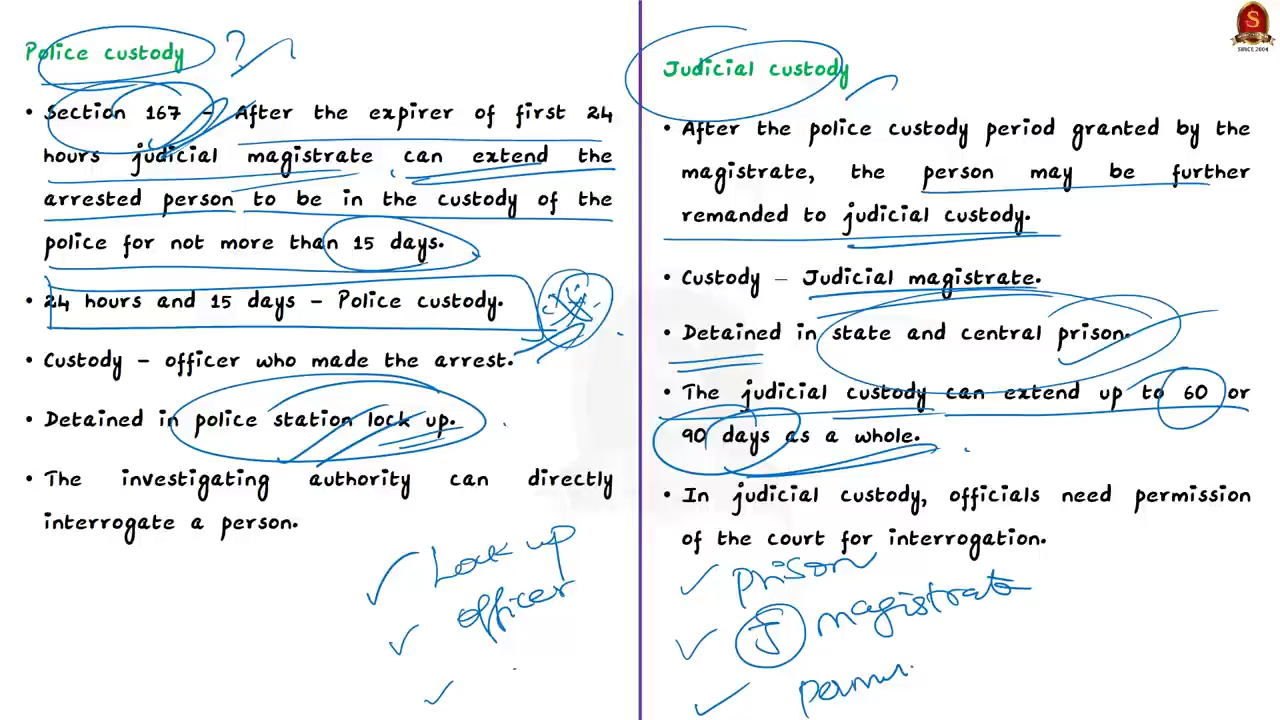 Police custody ?
• Section 167 – After the expirer of first 24
hours judicial magistrate can extend the
arrested person to be in the custody of the
police for not more than 15 days.
• 24 hours and 15 days – Police custody.
• Custody – officer who made the arrest.
• Detained in police station lock up.
• The investigating authority can directly
interrogate a person.
Lock up
officer
Judicial custody
• After the police custody period granted by the
magistrate, the person may be further
remanded to judicial custody.
• Custody – Judicial magistrate.
• Detained in state and central prison.
• The judicial custody can extend up to 60 or
90 days as a whole.
• In judicial custody, officials need permission
of the court for interrogation.
prison
J magistrate
S
SINCE 2004